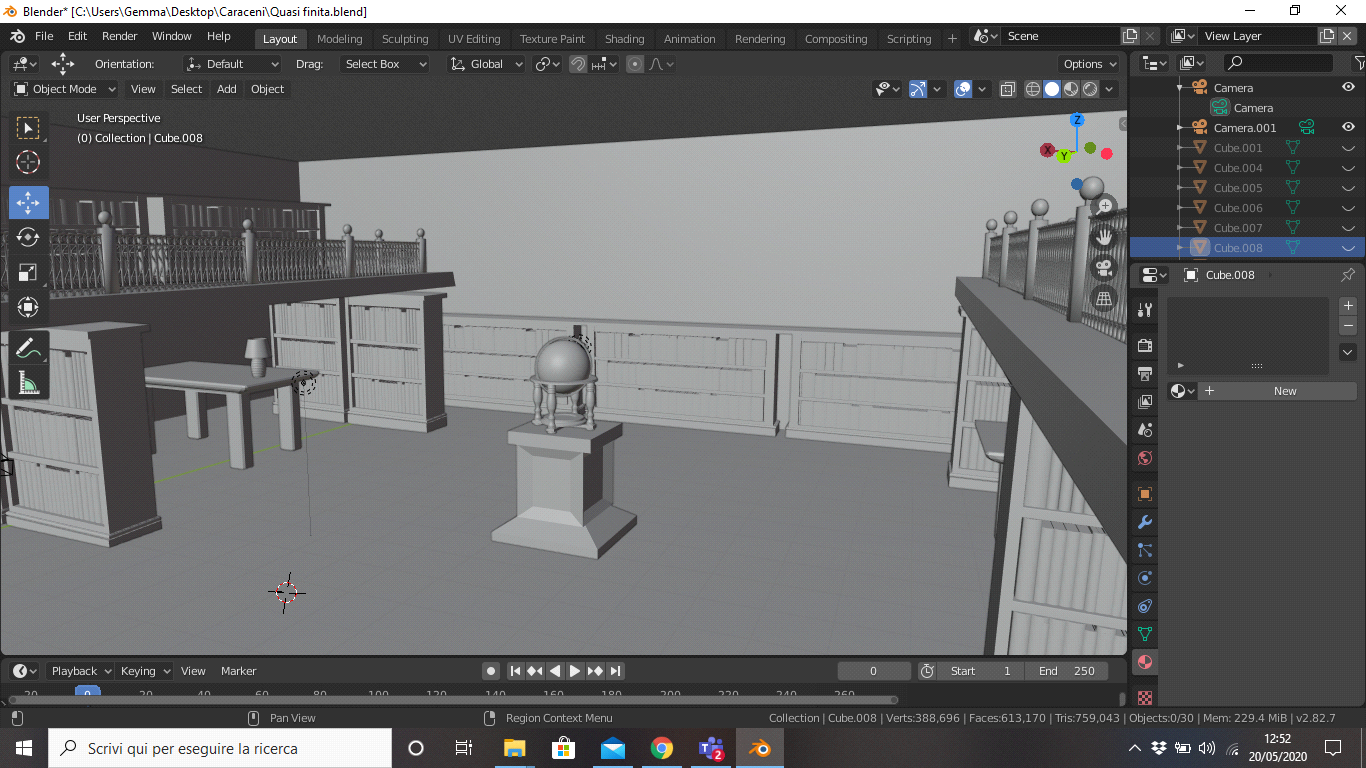 Blender* [C:\Users\Gemma\Desktop\Caraceni\Quasi finita.blend]
File Edit Render Window Help Layout Modeling Sculpting UV Editing Texture Paint Shading Animation Rendering Compositing Scripting + Scene View Layer
Orientation: Default Drag: Select Box Global Options
Object Mode View Select Add Object
User Perspective
(0) Collection | Cube.008
Z
X
Y
Camera
Camera
Camera.001
Cube.001
Cube.004
Cube.005
Cube.006
Cube.007
Cube.008
Cube.008
New
Playback Keying View Marker 0 Start 1 End 250
-20 0 20 40 60 80 100 120 140 160 180 200 220 240 260
Pan View Region Context Menu Collection | Cube.008 | Verts:388,696 | Faces:613,170 | Tris:759,043 | Objects:0/30 | Mem: 229.4 MiB | v2.82.7
Scrivi qui per eseguire la ricerca
2
12:52
20/05/2020